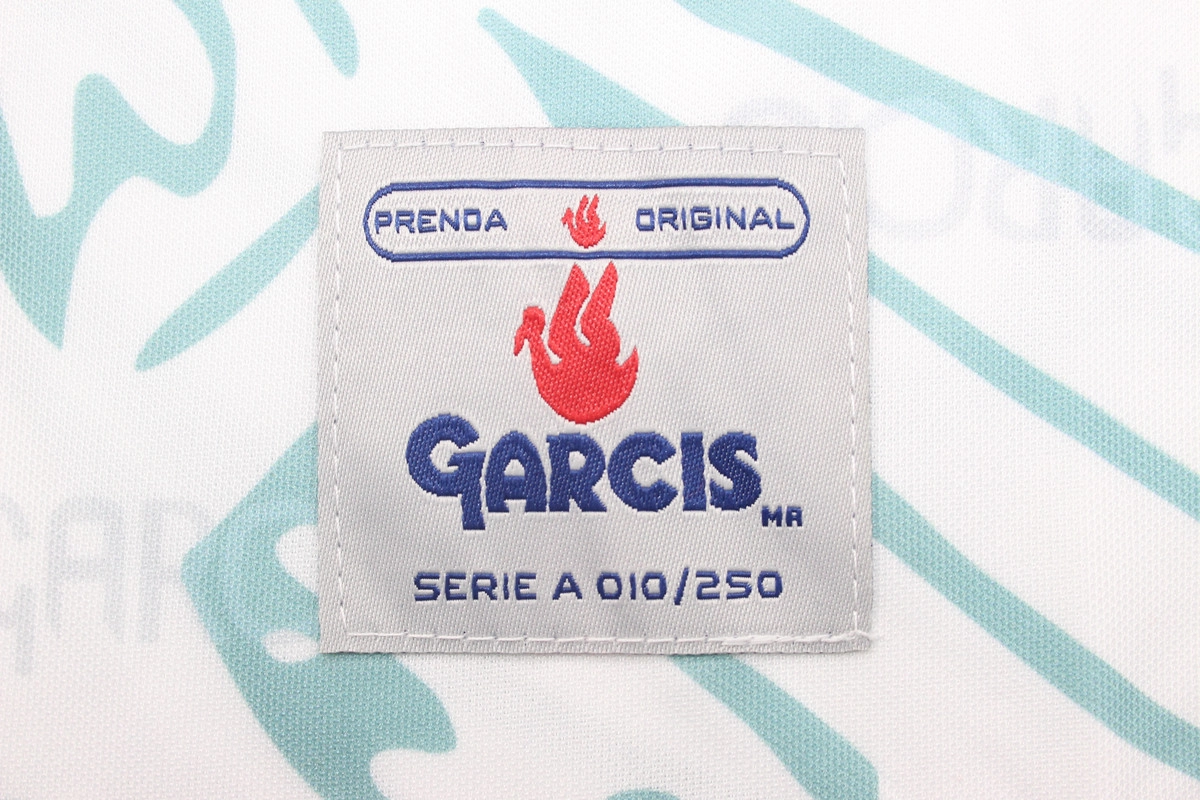 PRENDA ORIGINAL
GARCIS
MR
SERIE A 010/250